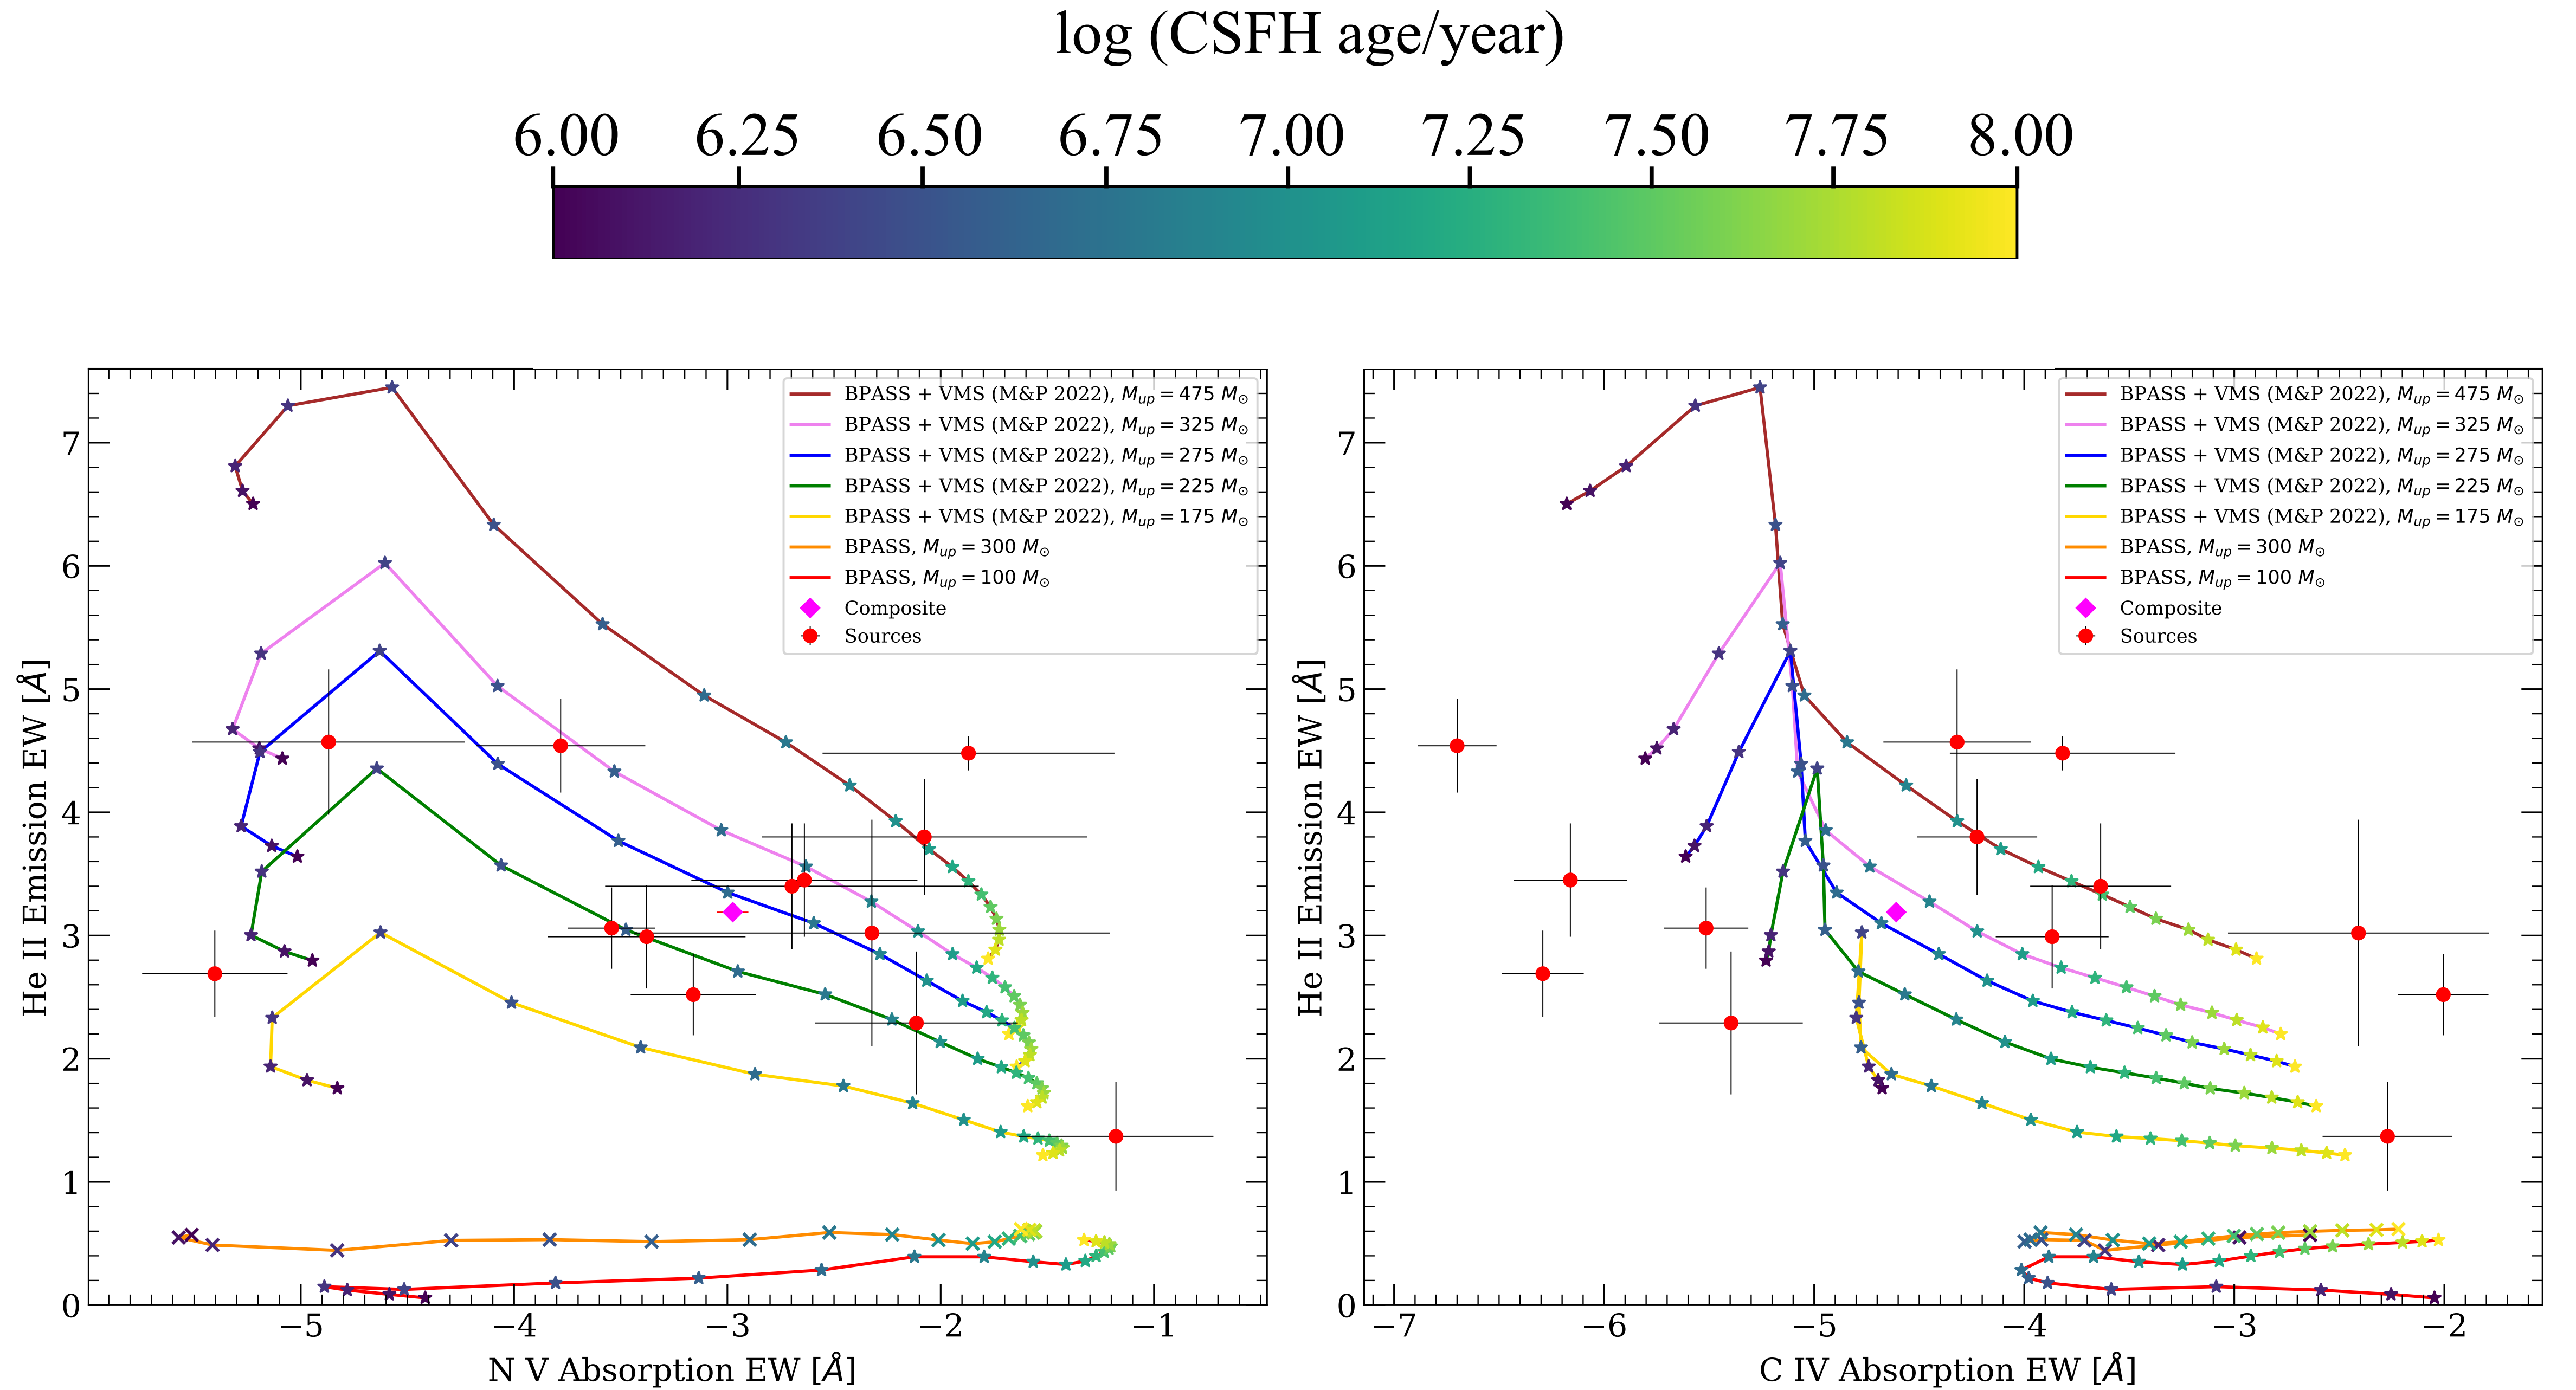 log (CSFH age/year)
6.00 6.25 6.50 6.75 7.00 7.25 7.50 7.75 8.00
He II Emission EW [Å]
7
6
5
4
3
2
1
0
BPASS + VMS (M&P 2022), M_up = 475 M_⊙
BPASS + VMS (M&P 2022), M_up = 325 M_⊙
BPASS + VMS (M&P 2022), M_up = 275 M_⊙
BPASS + VMS (M&P 2022), M_up = 225 M_⊙
BPASS + VMS (M&P 2022), M_up = 175 M_⊙
BPASS, M_up = 300 M_⊙
BPASS, M_up = 100 M_⊙
Composite
Sources
−5 −4 −3 −2 −1
N V Absorption EW [Å]
He II Emission EW [Å]
7
6
5
4
3
2
1
0
BPASS + VMS (M&P 2022), M_up = 475 M_⊙
BPASS + VMS (M&P 2022), M_up = 325 M_⊙
BPASS + VMS (M&P 2022), M_up = 275 M_⊙
BPASS + VMS (M&P 2022), M_up = 225 M_⊙
BPASS + VMS (M&P 2022), M_up = 175 M_⊙
BPASS, M_up = 300 M_⊙
BPASS, M_up = 100 M_⊙
Composite
Sources
−7 −6 −5 −4 −3 −2
C IV Absorption EW [Å]